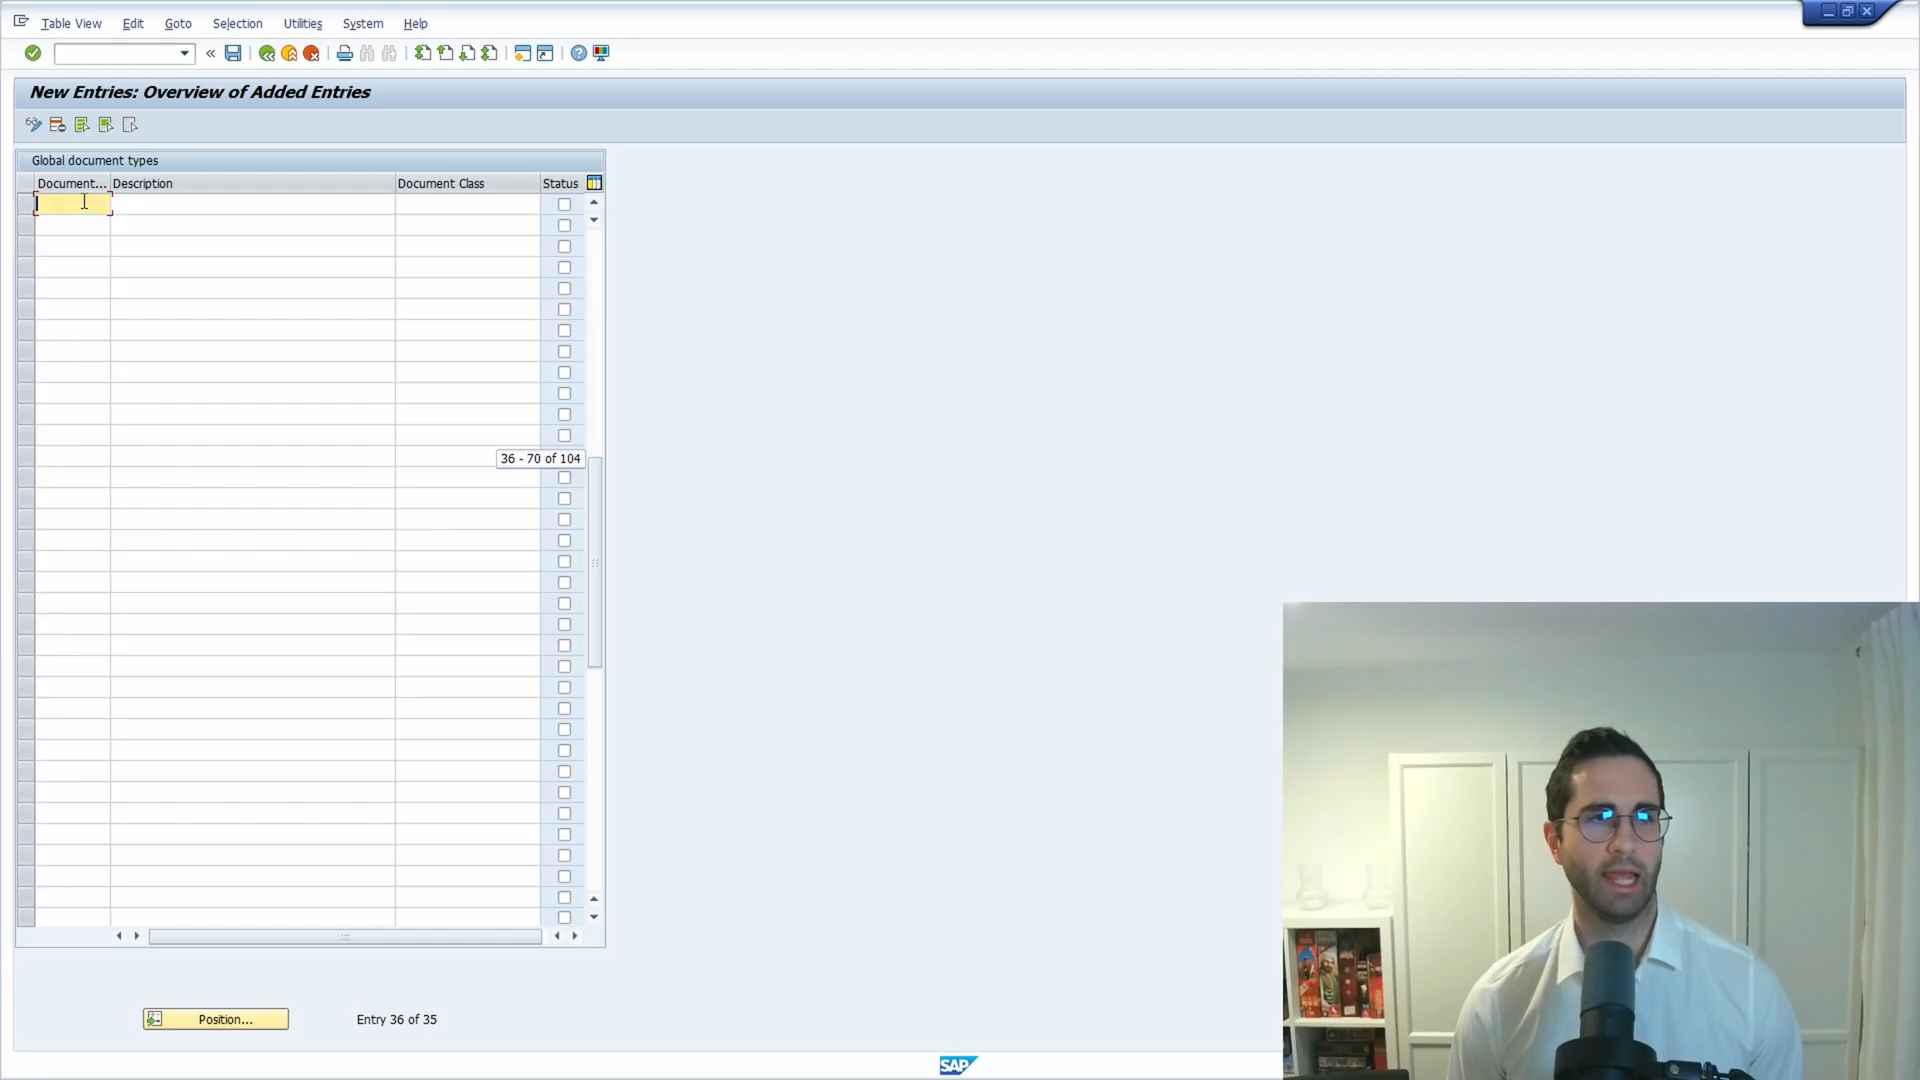 Table View Edit Goto Selection Utilities System Help
New Entries: Overview of Added Entries
Global document types
Document... Description Document Class Status
36 - 70 of 104
Position... Entry 36 of 35
SAP